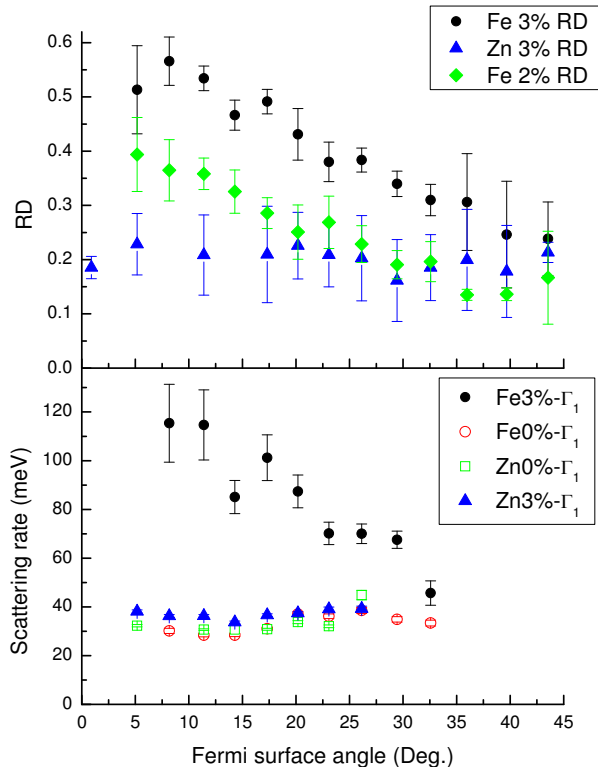 Fe 3% RD
Zn 3% RD
Fe 2% RD
0.6
0.5
0.4
0.3
0.2
0.1
0.0
RD
Fe3%-Γ₁
Fe0%-Γ₁
Zn0%-Γ₁
Zn3%-Γ₁
120
100
80
60
40
20
0
Scattering rate (meV)
0 5 10 15 20 25 30 35 40 45
Fermi surface angle (Deg.)